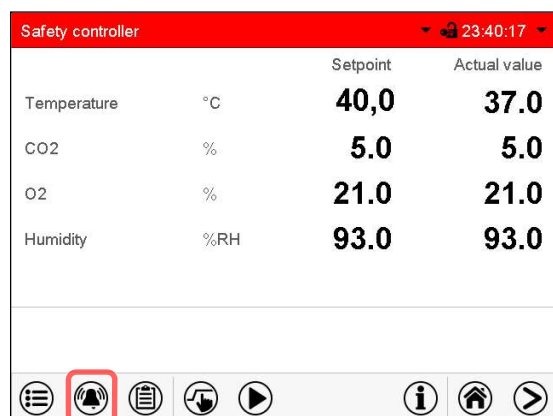 Safety controller 23:40:17
Setpoint Actual value
Temperature °C 40,0 37.0
CO2 % 5.0 5.0
O2 % 21.0 21.0
Humidity %RH 93.0 93.0